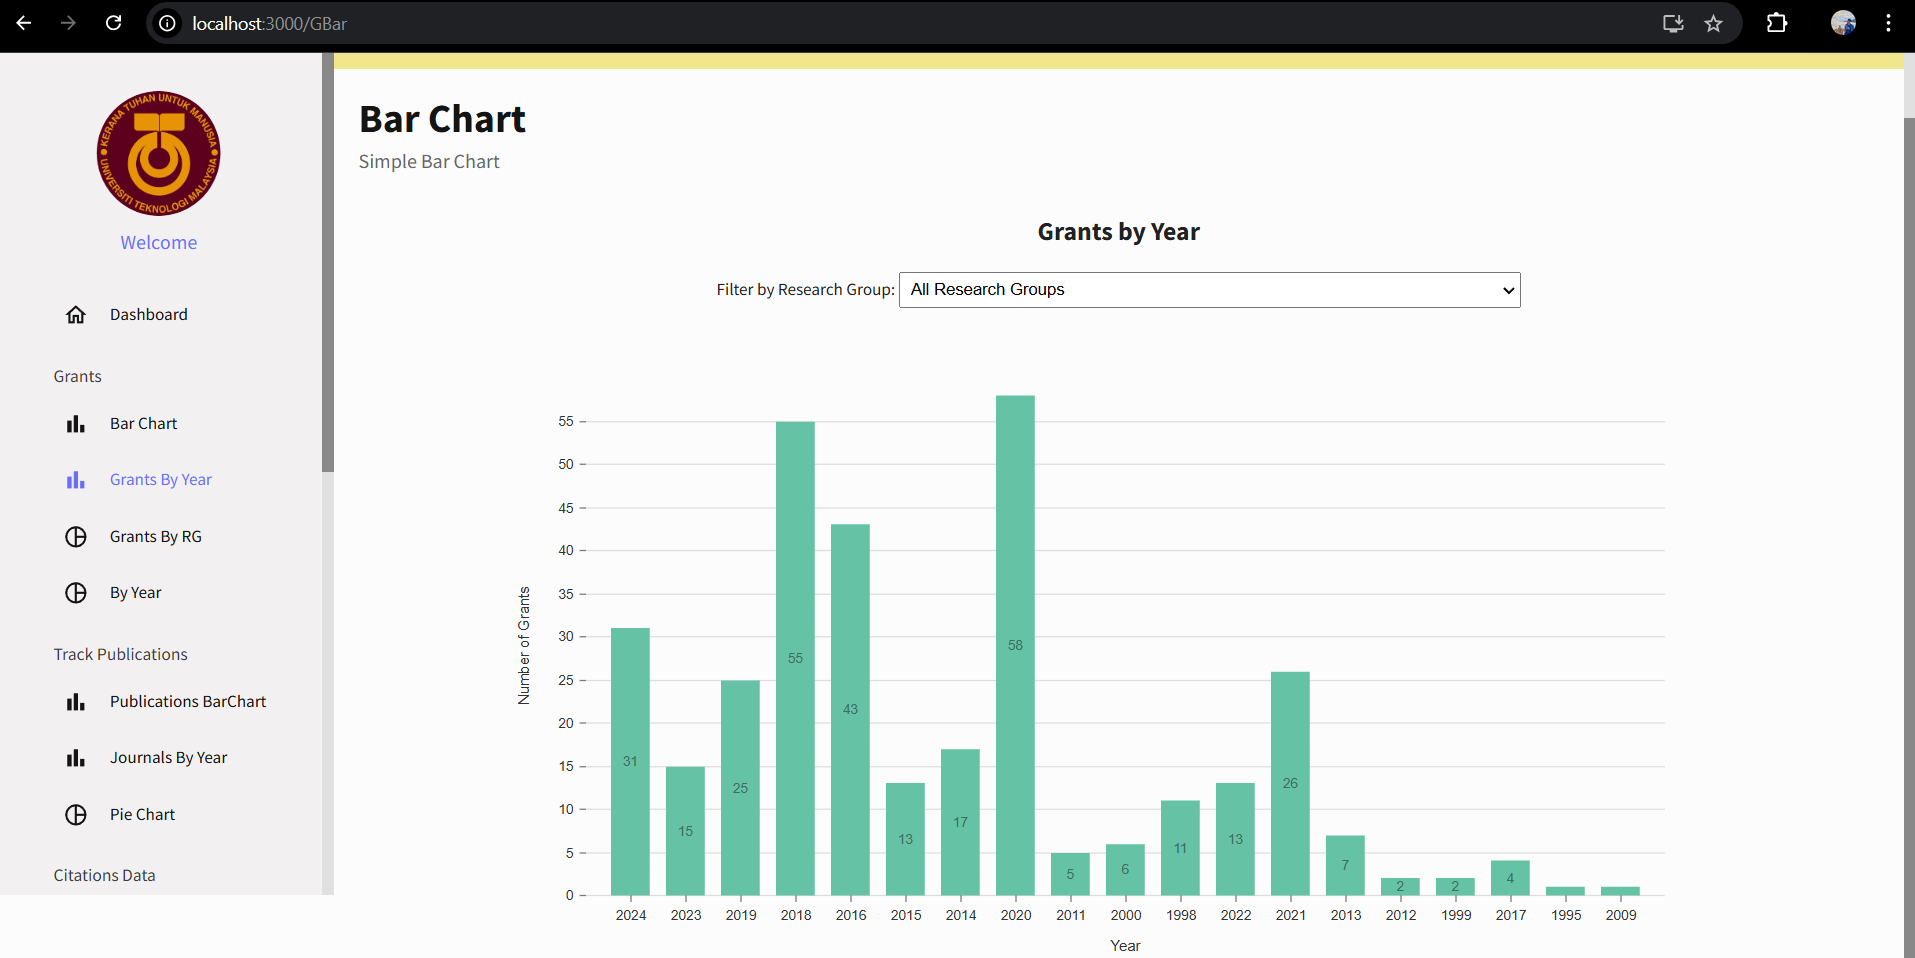 localhost:3000/GBar
KERANA TUHAN UNTUK MANUSIA
UNIVERSITI TEKNOLOGI MALAYSIA
Welcome
Dashboard
Grants
Bar Chart
Grants By Year
Grants By RG
By Year
Track Publications
Publications BarChart
Journals By Year
Pie Chart
Citations Data
Bar Chart
Simple Bar Chart
Grants by Year
Filter by Research Group: All Research Groups
Number of Grants
55
50
45
40
35
30
25
20
15
10
5
0
31 15 25 55 43 13 17 58 5 6 11 13 26 7 2 2 4
2024 2023 2019 2018 2016 2015 2014 2020 2011 2000 1998 2022 2021 2013 2012 1999 2017 1995 2009
Year